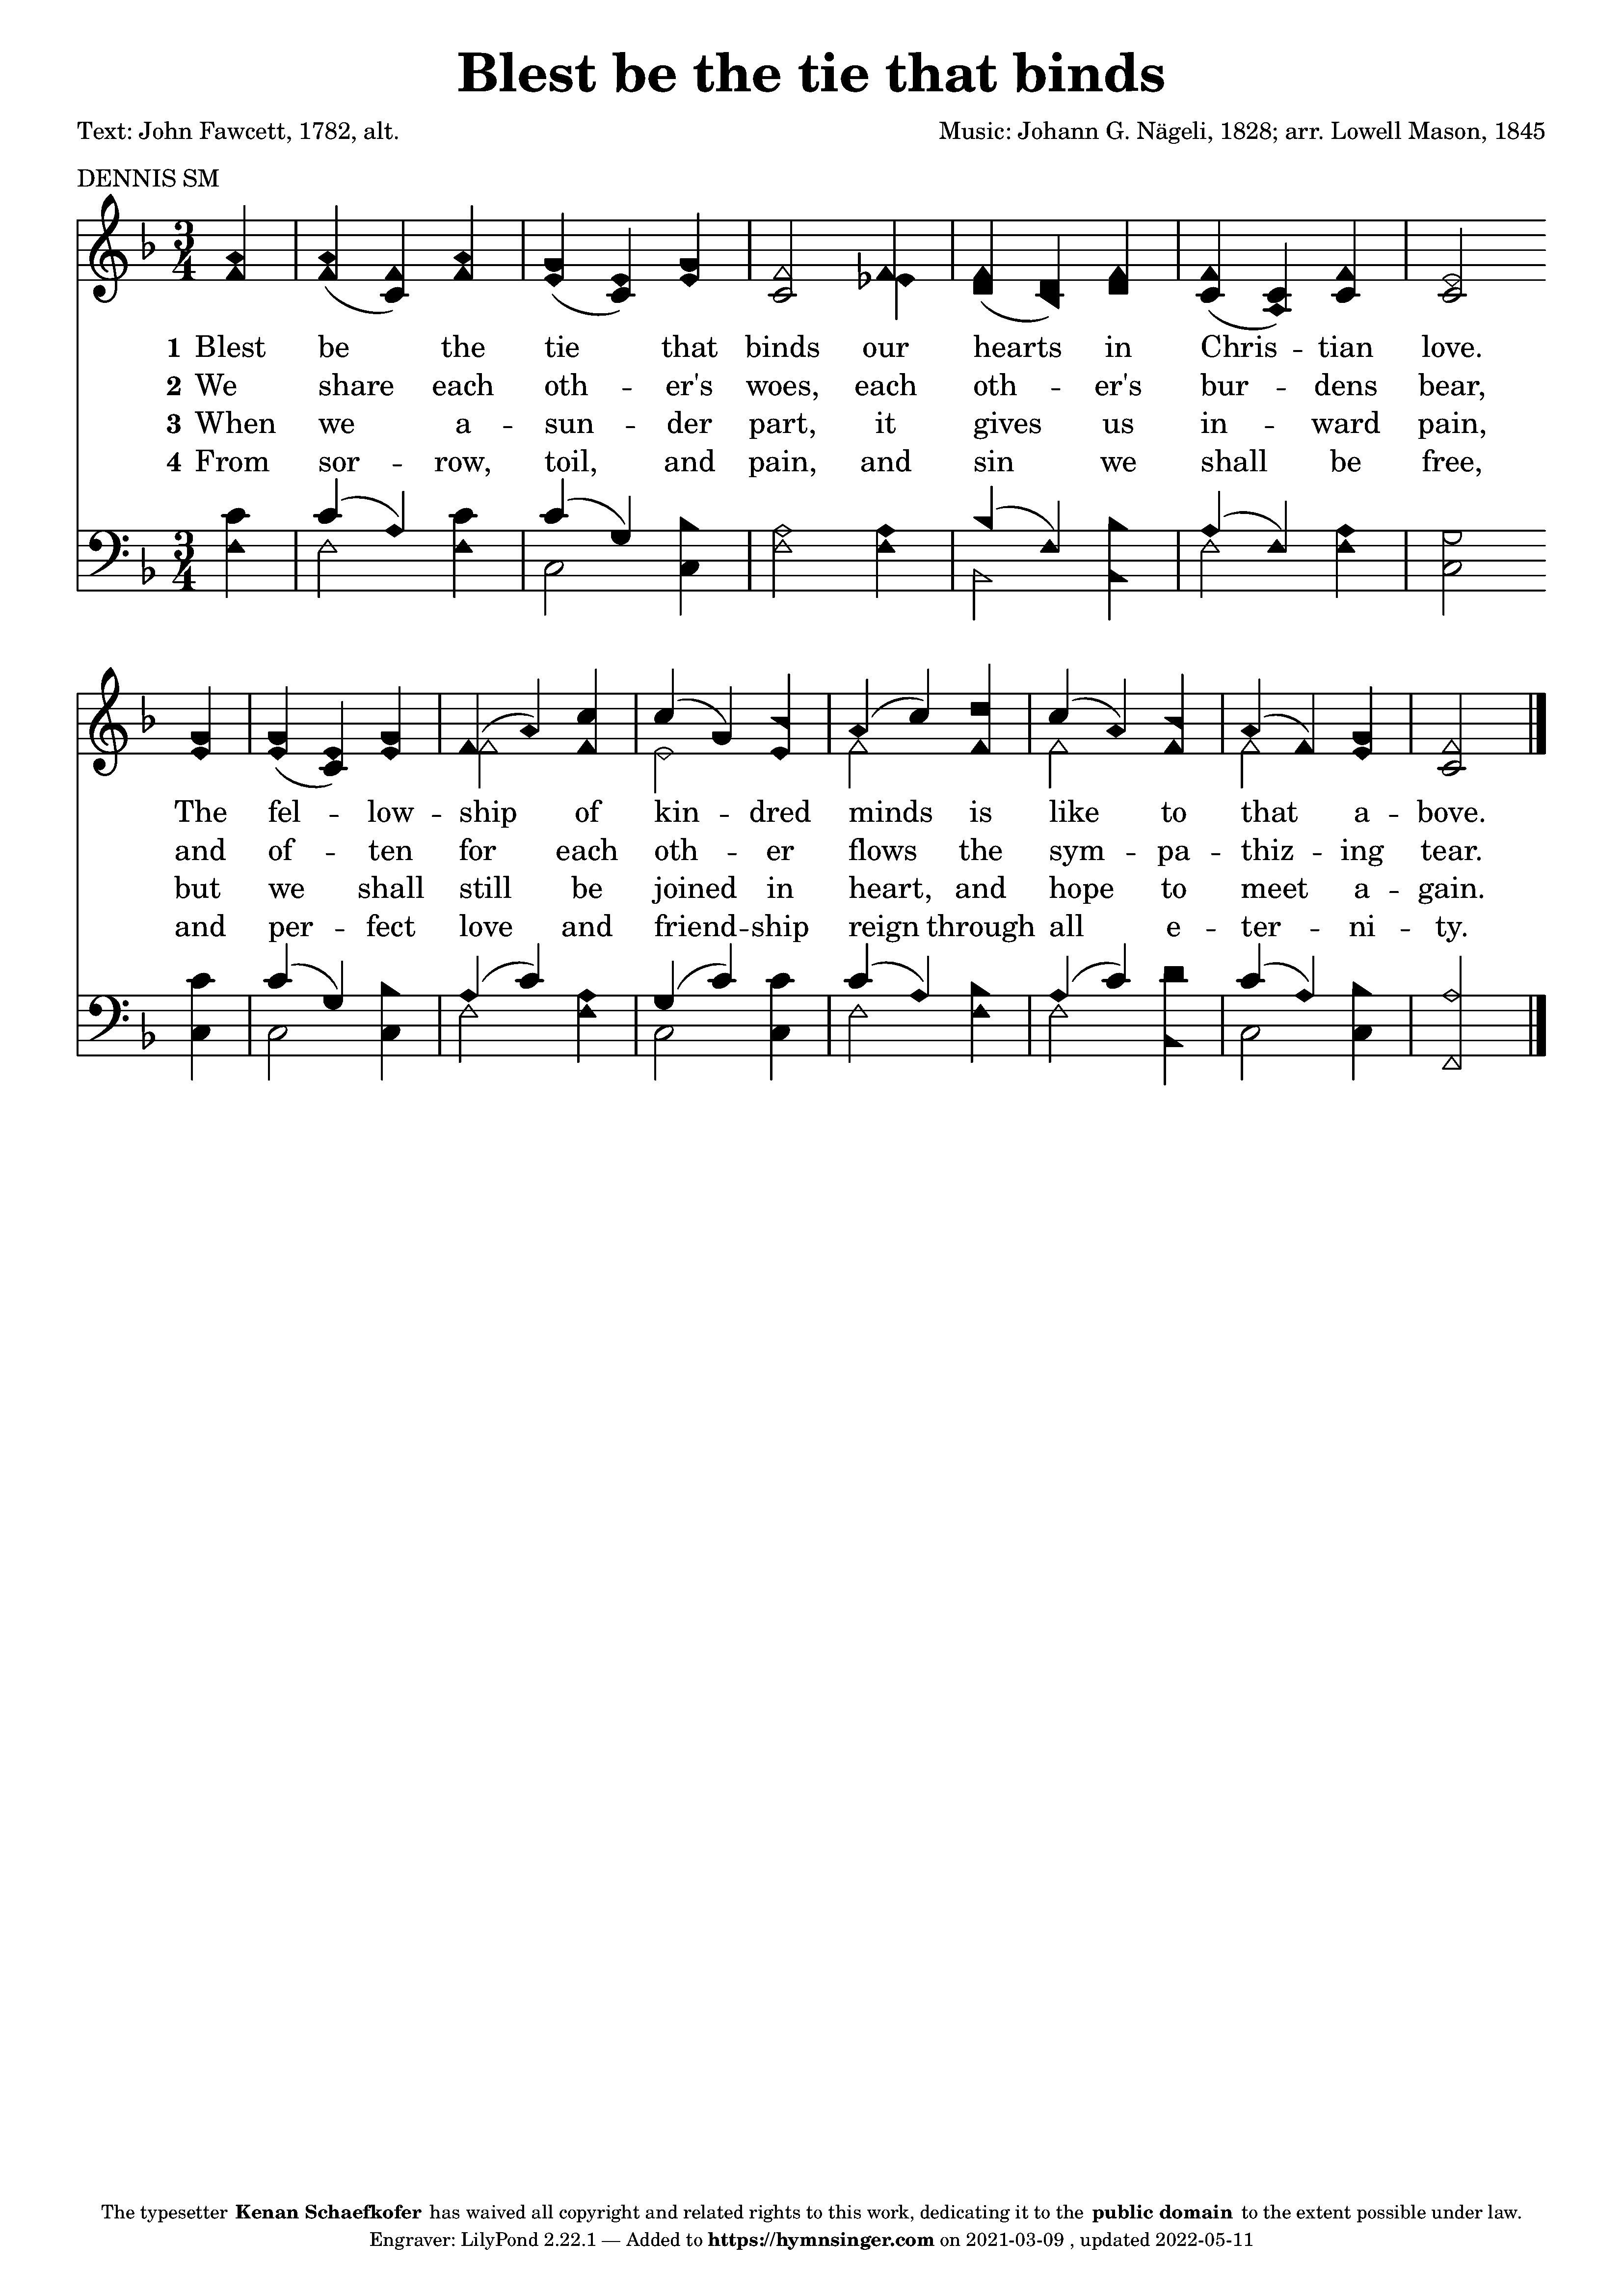 Blest be the tie that binds
Text: John Fawcett, 1782, alt.
Music: Johann G. Nägeli, 1828; arr. Lowell Mason, 1845
DENNIS SM
3 4
1 Blest be the tie that binds our hearts in Chris - tian love.
2 We share each oth - er's woes, each oth - er's bur - dens bear,
3 When we a - sun - der part, it gives us in - ward pain,
4 From sor - row, toil, and pain, and sin we shall be free,
3 4
The fel - low - ship of kin - dred minds is like to that a - bove.
and of - ten for each oth - er flows the sym - pa - thiz - ing tear.
but we shall still be joined in heart, and hope to meet a - gain.
and per - fect love and friend - ship reign through all e - ter - ni - ty.
The typesetter Kenan Schaefkofer has waived all copyright and related rights to this work, dedicating it to the public domain to the extent possible under law.
Engraver: LilyPond 2.22.1 — Added to https://hymnsinger.com on 2021-03-09 , updated 2022-05-11